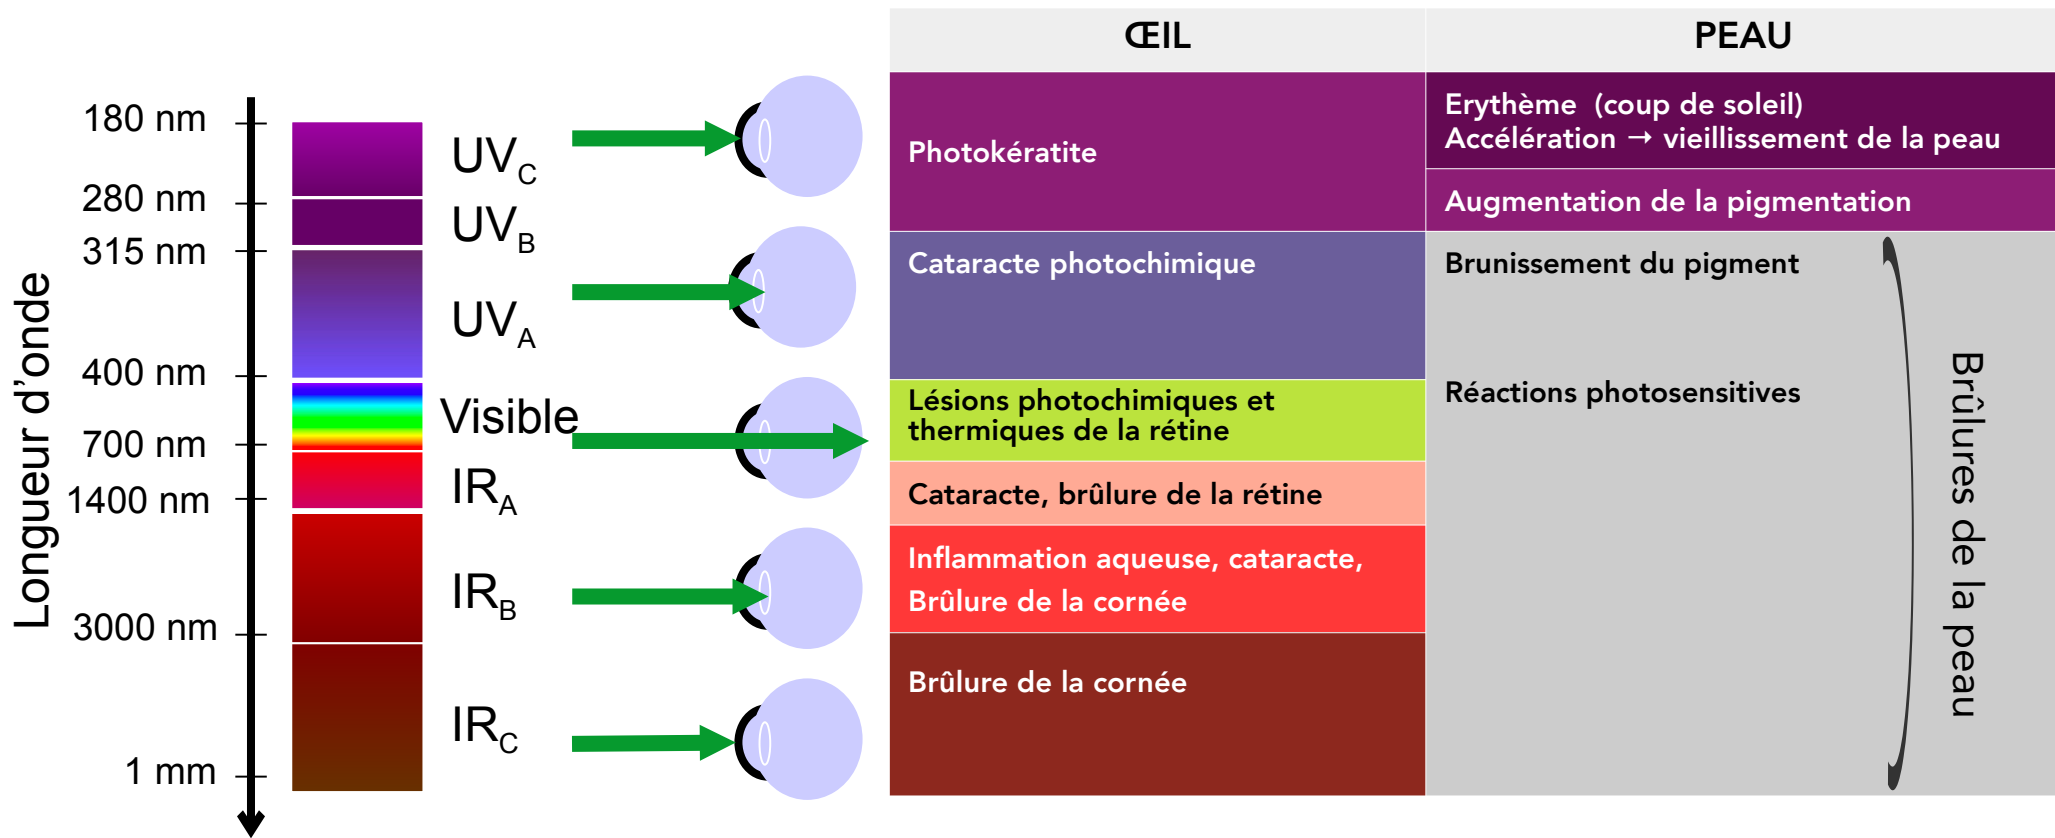 ŒIL
PEAU
Longueur d'onde
180 nm
280 nm
315 nm
400 nm
700 nm
1400 nm
3000 nm
1 mm
UVC
UVB
UVA
Visible
IRA
IRB
IRC
Photokératite
Cataracte photochimique
Lésions photochimiques et
thermiques de la rétine
Cataracte, brûlure de la rétine
Inflammation aqueuse, cataracte,
Brûlure de la cornée
Brûlure de la cornée
Erythème (coup de soleil)
Accélération → vieillissement de la peau
Augmentation de la pigmentation
Brunissement du pigment
Réactions photosensitives
Brûlures de la peau